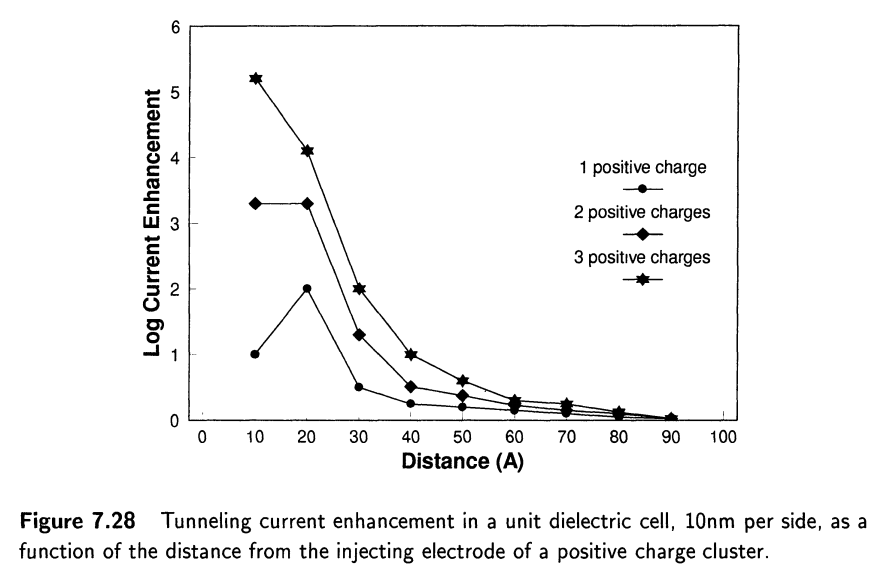 6
5
4
3
2
1
0
Log Current Enhancement
1 positive charge
2 positive charges
3 positive charges
0 10 20 30 40 50 60 70 80 90 100
Distance (A)
Figure 7.28 Tunneling current enhancement in a unit dielectric cell, 10nm per side, as a
function of the distance from the injecting electrode of a positive charge cluster.